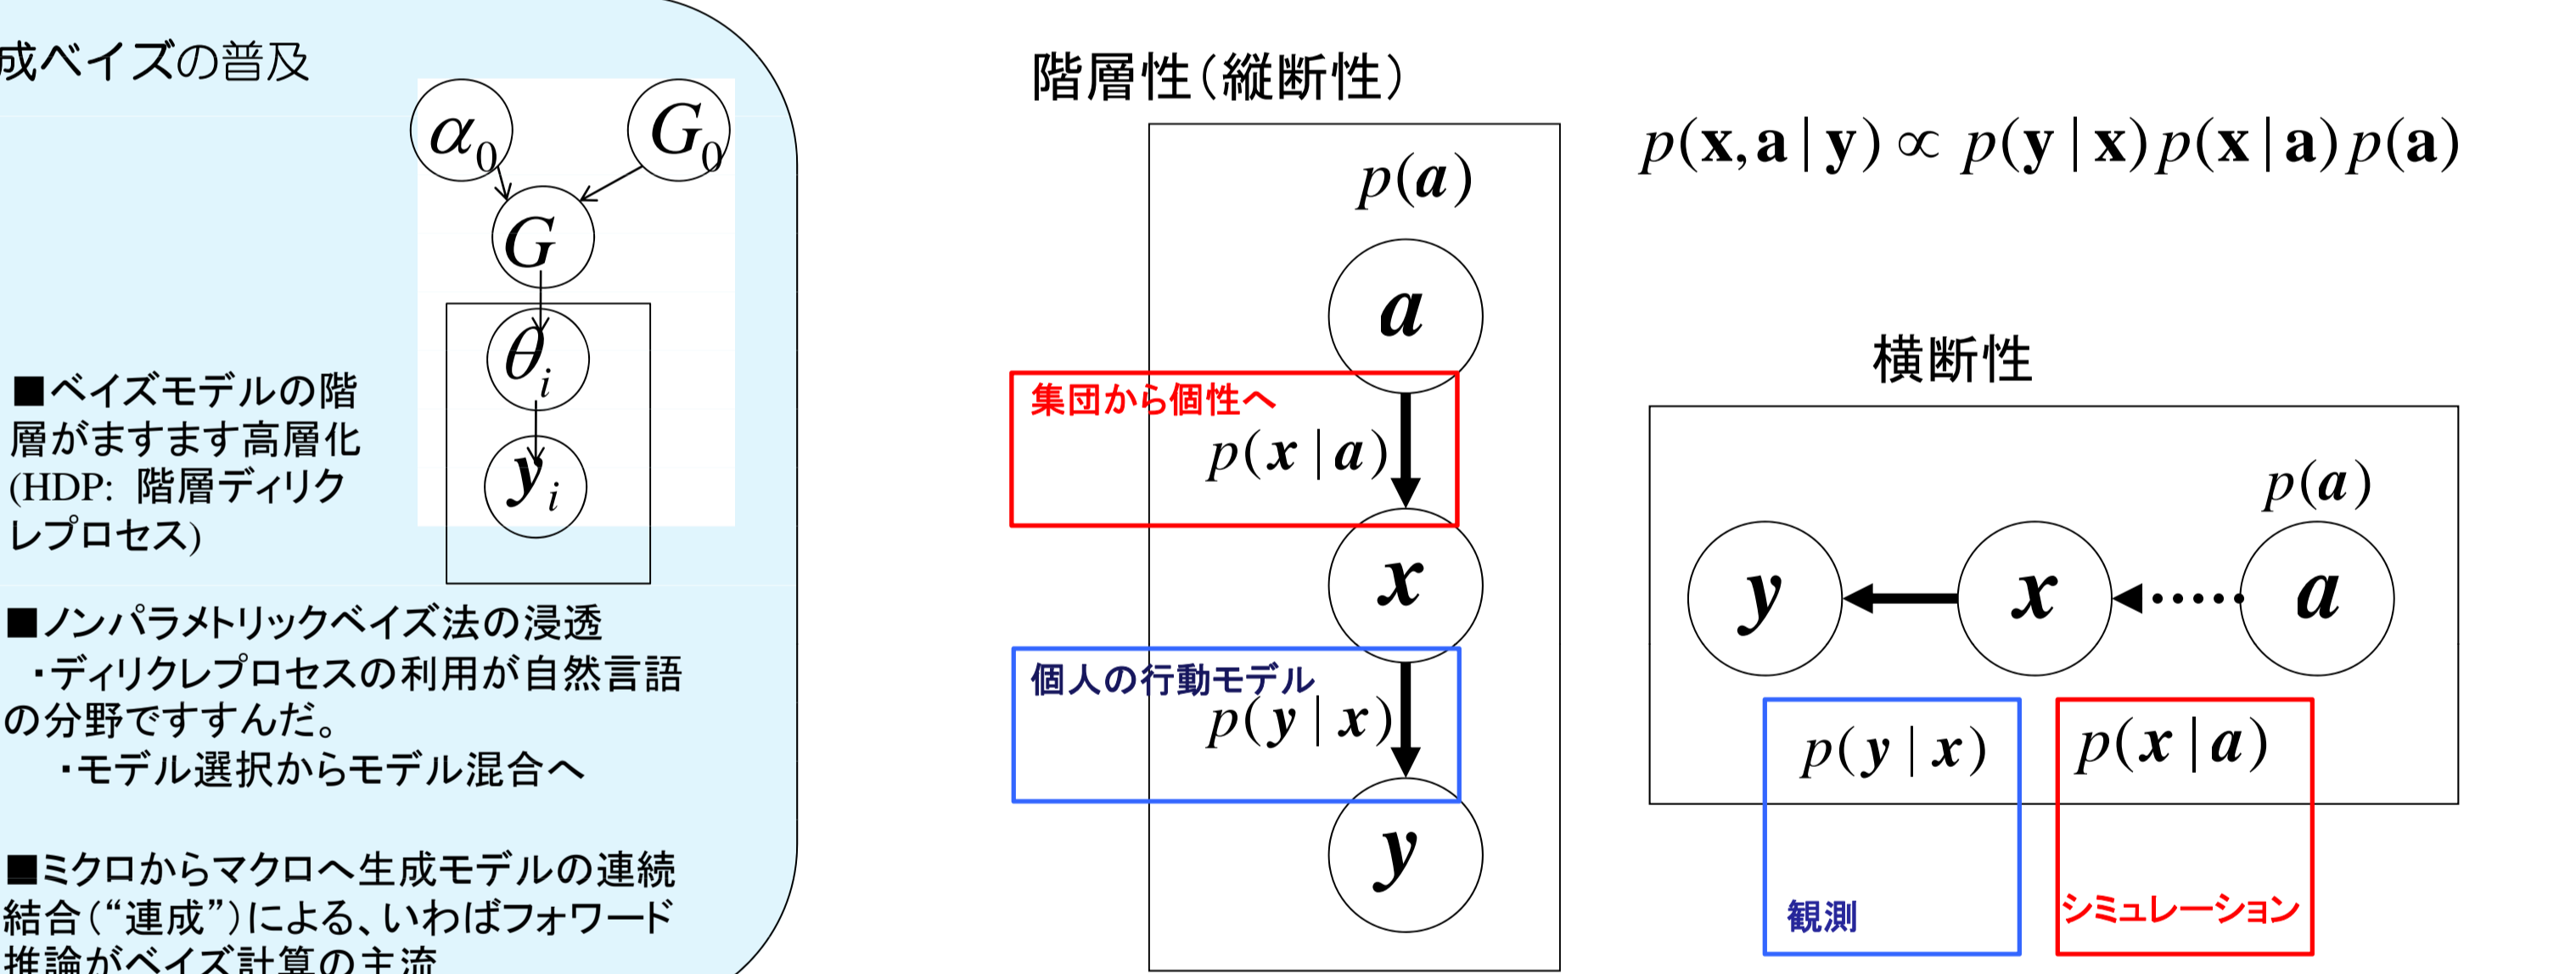 成ベイズの普及
α₀
G₀
G
θᵢ
yᵢ
■ベイズモデルの階
層がますます高層化
(HDP: 階層ディリク
レプロセス)
■ノンパラメトリックベイズ法の浸透
・ディリクレプロセスの利用が自然言語
の分野ですすんだ。
・モデル選択からモデル混合へ
■ミクロからマクロへ生成モデルの連続
結合(“連成”)による、いわばフォワード
推論がベイズ計算の主流
階層性(縦断性)
p(a)
a
集団から個性へ
p(x|a)
x
個人の行動モデル
p(y|x)
y
p(x,a|y) ∝ p(y|x)p(x|a)p(a)
横断性
p(a)
y x a
p(y|x) p(x|a)
観測 シミュレーション